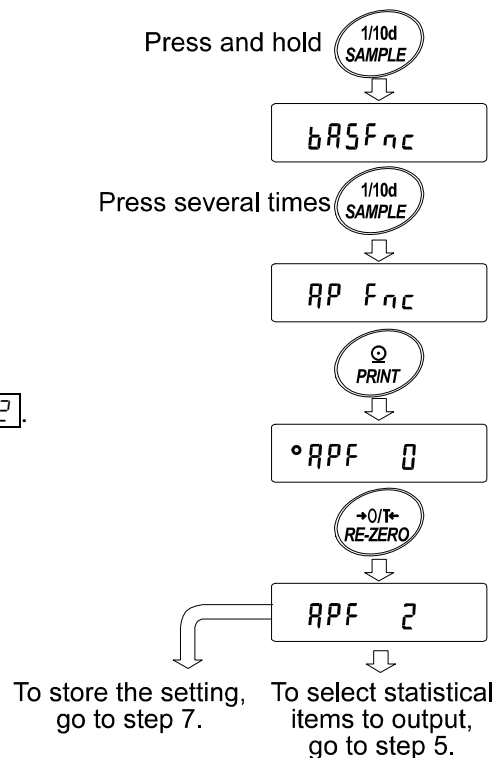 Press and hold
1/10d
SAMPLE
bASFnc
Press several times
1/10d
SAMPLE
AP Fnc
PRINT
2.
APF 0
→0/T←
RE-ZERO
APF 2
To store the setting,
go to step 7.
To select statistical
items to output,
go to step 5.